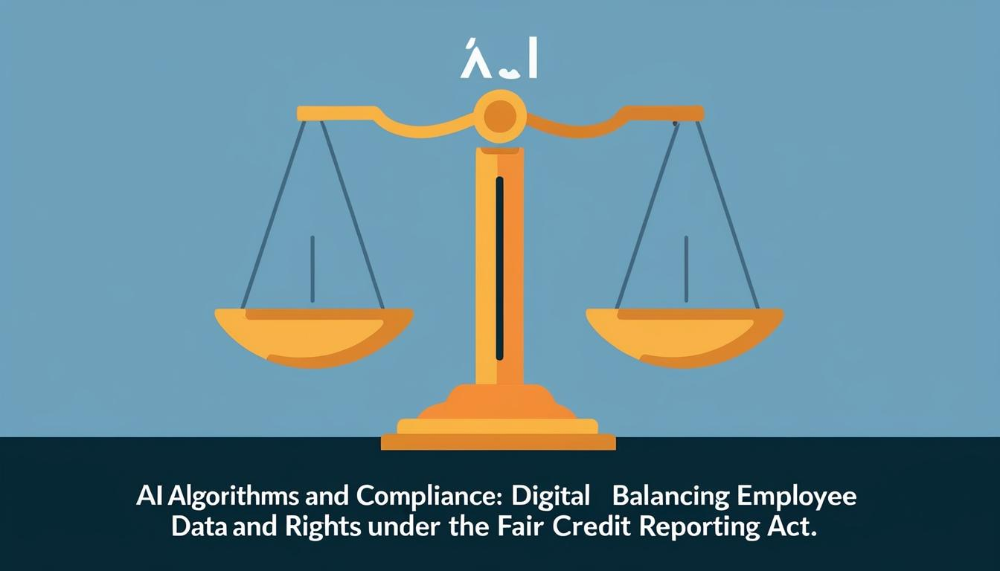 AI Algorithms and Compliance: Digital Balancing Employee
Data and Rights under the Fair Credit Reporting Act.